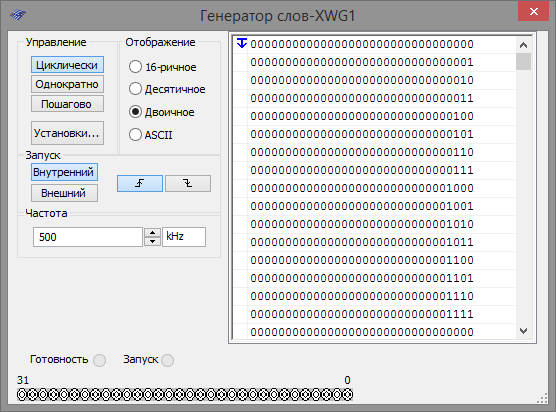 Генератор слов-XWG1
Управление
Циклически
Однократно
Пошагово
Установки...
Отображение
16-ричное
Десятичное
Двоичное
ASCII
Запуск
Внутренний
Внешний
Частота
500
kHz
00000000000000000000000000000000
00000000000000000000000000000001
00000000000000000000000000000010
00000000000000000000000000000011
00000000000000000000000000000100
00000000000000000000000000000101
00000000000000000000000000000110
00000000000000000000000000000111
00000000000000000000000000001000
00000000000000000000000000001001
00000000000000000000000000001010
00000000000000000000000000001011
00000000000000000000000000001100
00000000000000000000000000001101
00000000000000000000000000001110
00000000000000000000000000001111
00000000000000000000000000000000
Готовность
Запуск
31 0